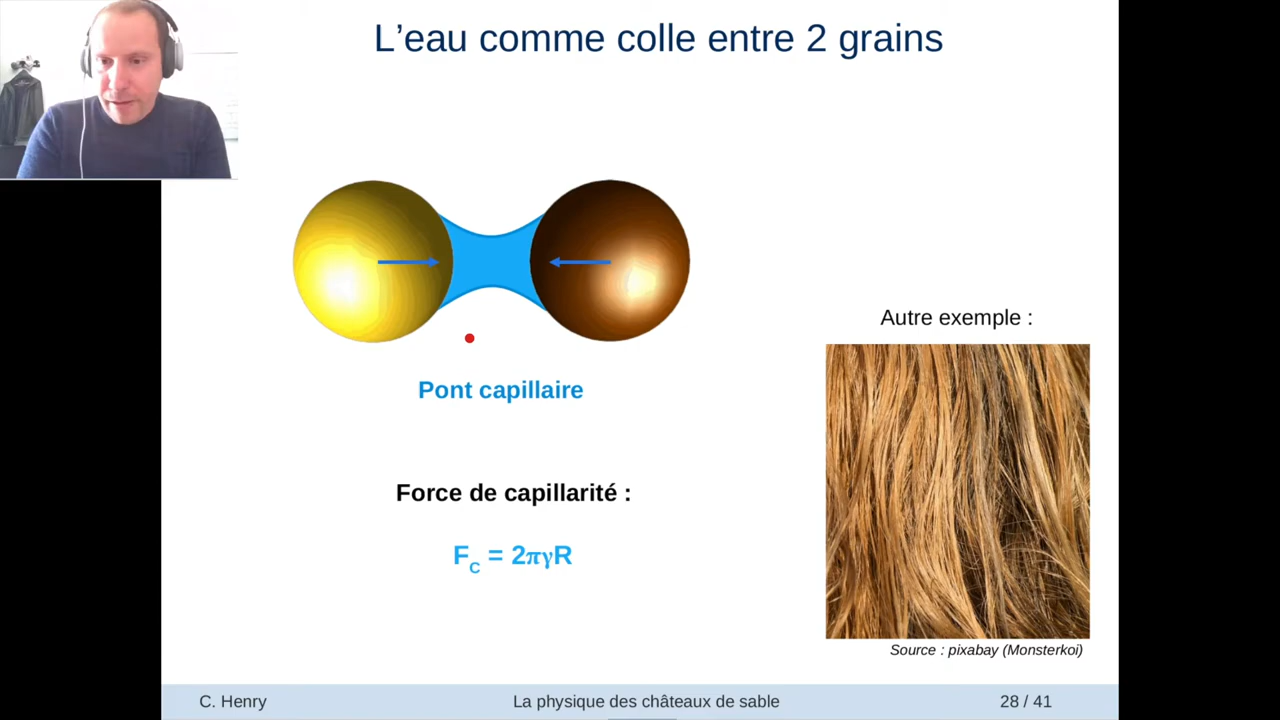 L’eau comme colle entre 2 grains
Pont capillaire
Force de capillarité :
F_C = 2πγR
Autre exemple :
Source : pixabay (Monsterkoi)
C. Henry
La physique des châteaux de sable
28 / 41